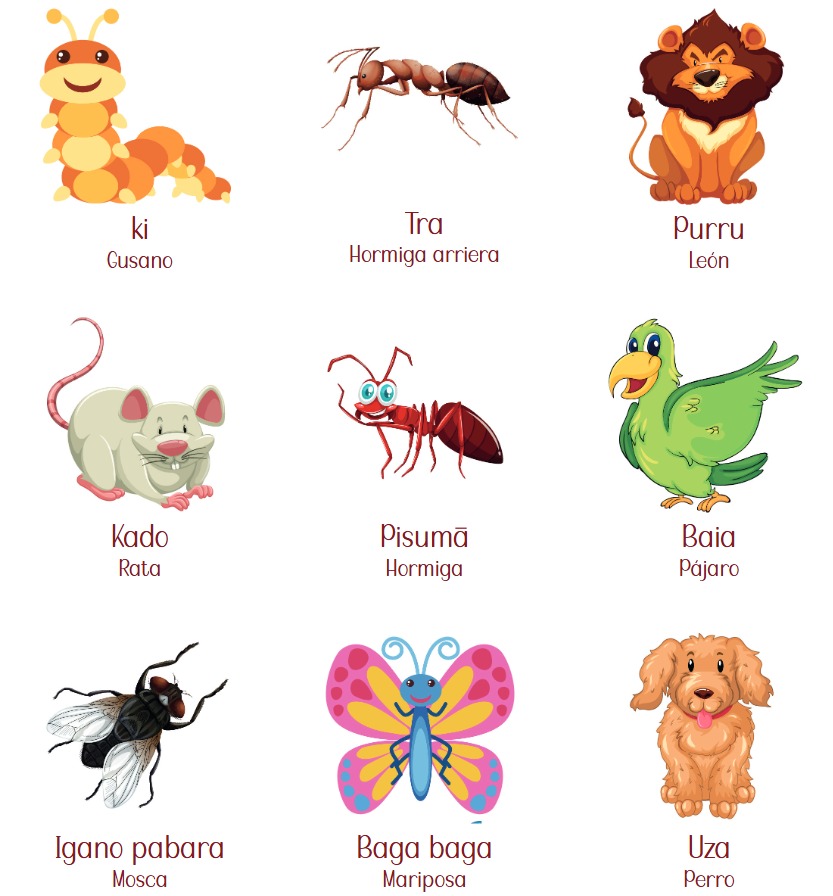 ki
Gusano
Tra
Hormiga arriera
Purru
León
Kado
Rata
Pisumā
Hormiga
Baia
Pájaro
Igano pabara
Mosca
Baga baga
Mariposa
Uza
Perro